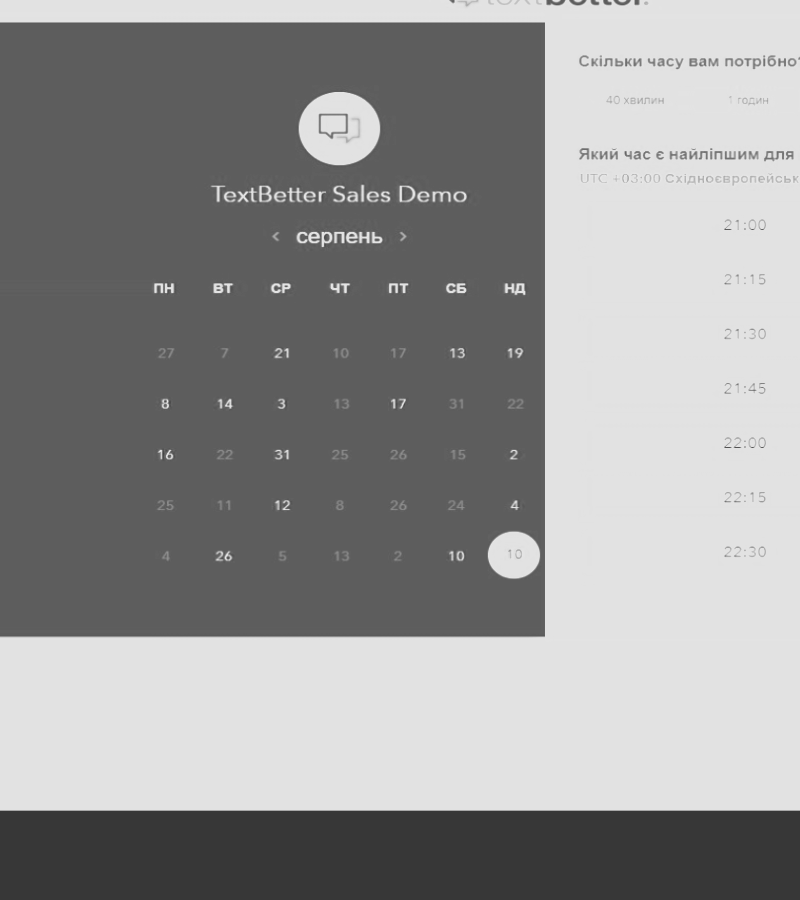 textbetter.
TextBetter Sales Demo
< серпень >
ПН ВТ СР ЧТ ПТ СБ НД
27 7 21 10 17 13 19
8 14 3 13 17 31 22
16 22 31 25 26 15 2
25 11 12 8 26 24 4
4 26 5 13 2 10 10
Скільки часу вам потрібно?
40 хвилин 1 годин
Який час є найліпшим для
UTC +03:00 Східноєвропейськ
21:00
21:15
21:30
21:45
22:00
22:15
22:30